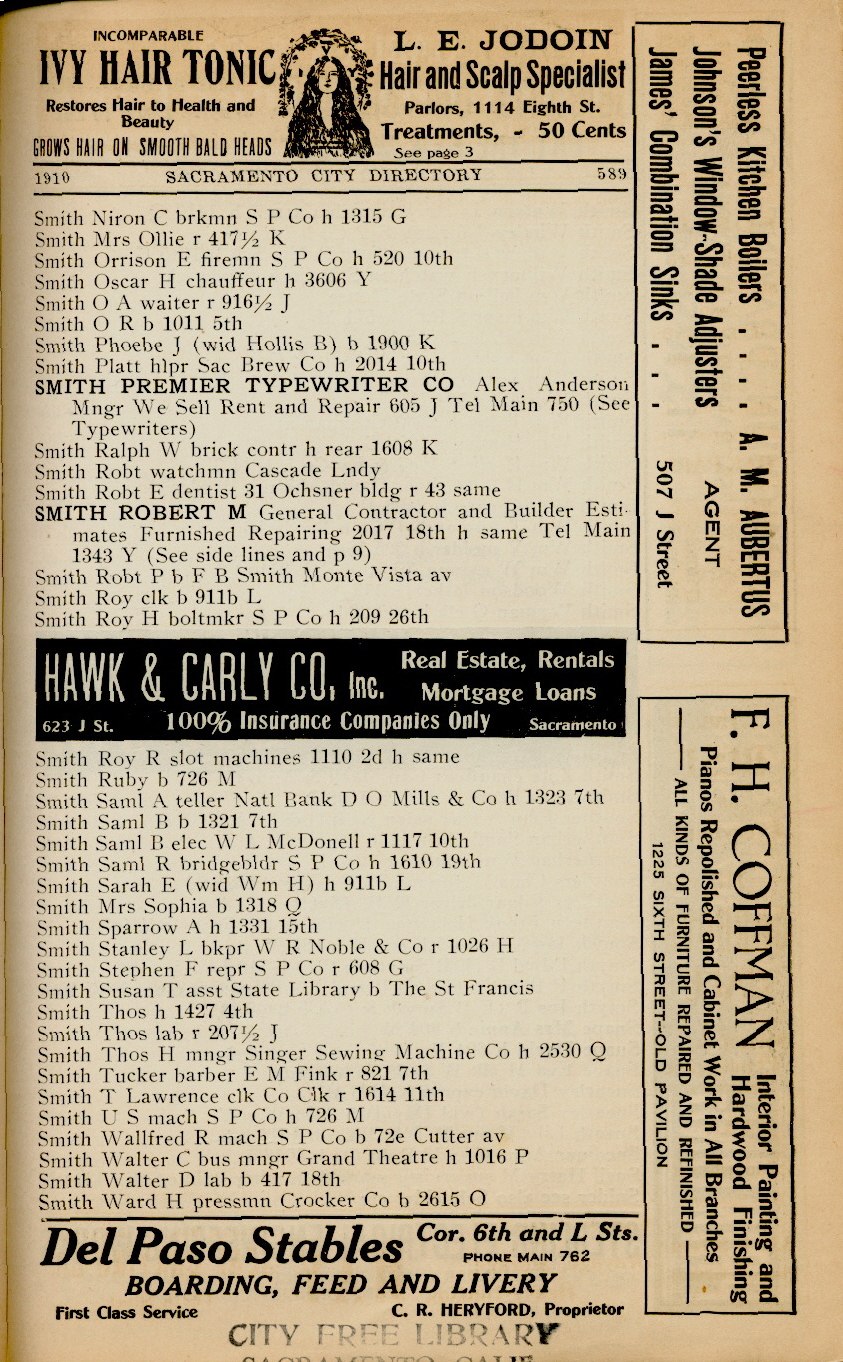 INCOMPARABLE
IVY HAIR TONIC
Restores Hair to Health and
Beauty
GROWS HAIR ON SMOOTH BALD HEADS
L. E. JODOIN
Hair and Scalp Specialist
Parlors, 1114 Eighth St.
Treatments, - 50 Cents
See page 3
1910 SACRAMENTO CITY DIRECTORY 589
Smith Niron C brkmn S P Co h 1315 G
Smith Mrs Ollie r 417½ K
Smith Orrison E firemn S P Co h 520 10th
Smith Oscar H chauffeur h 3606 Y
Smith O A waiter r 916½ J
Smith O R b 1011 5th
Smith Phoebe J (wid Hollis B) b 1900 K
Smith Platt hlpr Sac Brew Co h 2014 10th
SMITH PREMIER TYPEWRITER CO Alex Anderson
Mngr We Sell Rent and Repair 605 J Tel Main 750 (See
Typewriters)
Smith Ralph W brick contr h rear 1608 K
Smith Robt watchmn Cascade Lndy
Smith Robt E dentist 31 Ochsner bldg r 43 same
SMITH ROBERT M General Contractor and Builder Esti-
mates Furnished Repairing 2017 18th h same Tel Main
1343 Y (See side lines and p 9)
Smith Robt P b F B Smith Monte Vista av
Smith Roy clk b 911b L
Smith Roy H boltmkr S P Co h 209 26th
HAWK & CARLY CO, Inc.
Real Estate, Rentals
Mortgage Loans
623 J St. 100% Insurance Companies Only Sacramento
Smith Roy R slot machines 1110 2d h same
Smith Ruby b 726 M
Smith Saml A teller Natl Bank D O Mills & Co h 1323 7th
Smith Saml B b 1321 7th
Smith Saml B elec W L McDonell r 1117 10th
Smith Saml R bridgebldr S P Co h 1610 19th
Smith Sarah E (wid Wm H) h 911b L
Smith Mrs Sophia b 1318 Q
Smith Sparrow A h 1331 15th
Smith Stanley L bkpr W R Noble & Co r 1026 H
Smith Stephen F repr S P Co r 608 G
Smith Susan T asst State Library b The St Francis
Smith Thos h 1427 4th
Smith Thos lab r 207½ J
Smith Thos H mngr Singer Sewing Machine Co h 2530 Q
Smith Tucker barber E M Fink r 821 7th
Smith T Lawrence clk Co Clk r 1614 11th
Smith U S mach S P Co h 726 M
Smith Wallfred R mach S P Co b 72e Cutter av
Smith Walter C bus mngr Grand Theatre h 1016 P
Smith Walter D lab b 417 18th
Smith Ward H pressmn Crocker Co b 2615 O
Del Paso Stables
Cor. 6th and L Sts.
PHONE MAIN 762
BOARDING, FEED AND LIVERY
First Class Service C. R. HERYFORD, Proprietor
CITY FREE LIBRARY
SACRAMENTO, CALIF
Peerless Kitchen Boilers . . . . A. M. AUBERTUS
Johnson's Window-Shade Adjusters AGENT
James' Combination Sinks - - - 507 J Street
F. H. COFFMAN
Interior Painting and
Hardwood Finishing
Pianos Repolished and Cabinet Work in All Branches
ALL KINDS OF FURNITURE REPAIRED AND REFINISHED
1225 SIXTH STREET--OLD PAVILION